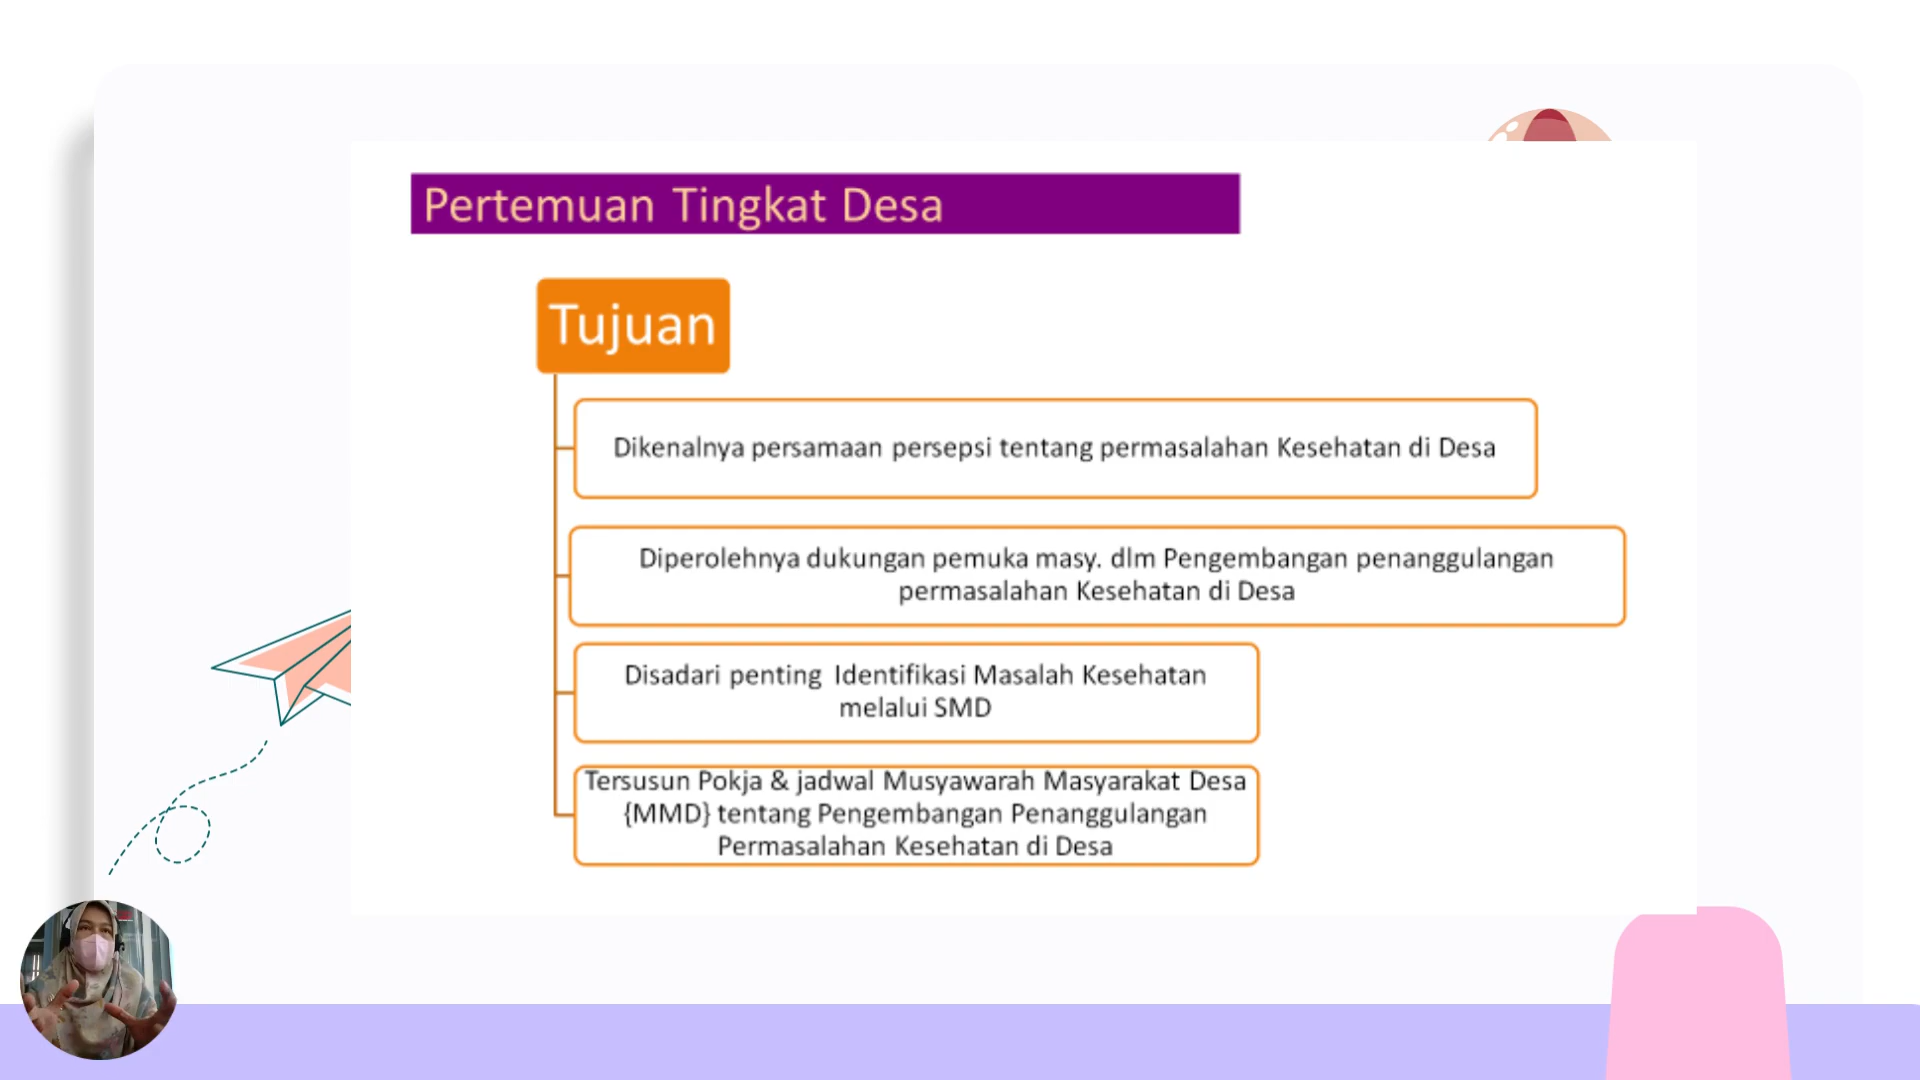 Pertemuan Tingkat Desa
Tujuan
Dikenalnya persamaan persepsi tentang permasalahan Kesehatan di Desa
Diperolehnya dukungan pemuka masy. dlm Pengembangan penanggulangan
permasalahan Kesehatan di Desa
Disadari penting Identifikasi Masalah Kesehatan
melalui SMD
Tersusun Pokja & jadwal Musyawarah Masyarakat Desa
{MMD} tentang Pengembangan Penanggulangan
Permasalahan Kesehatan di Desa